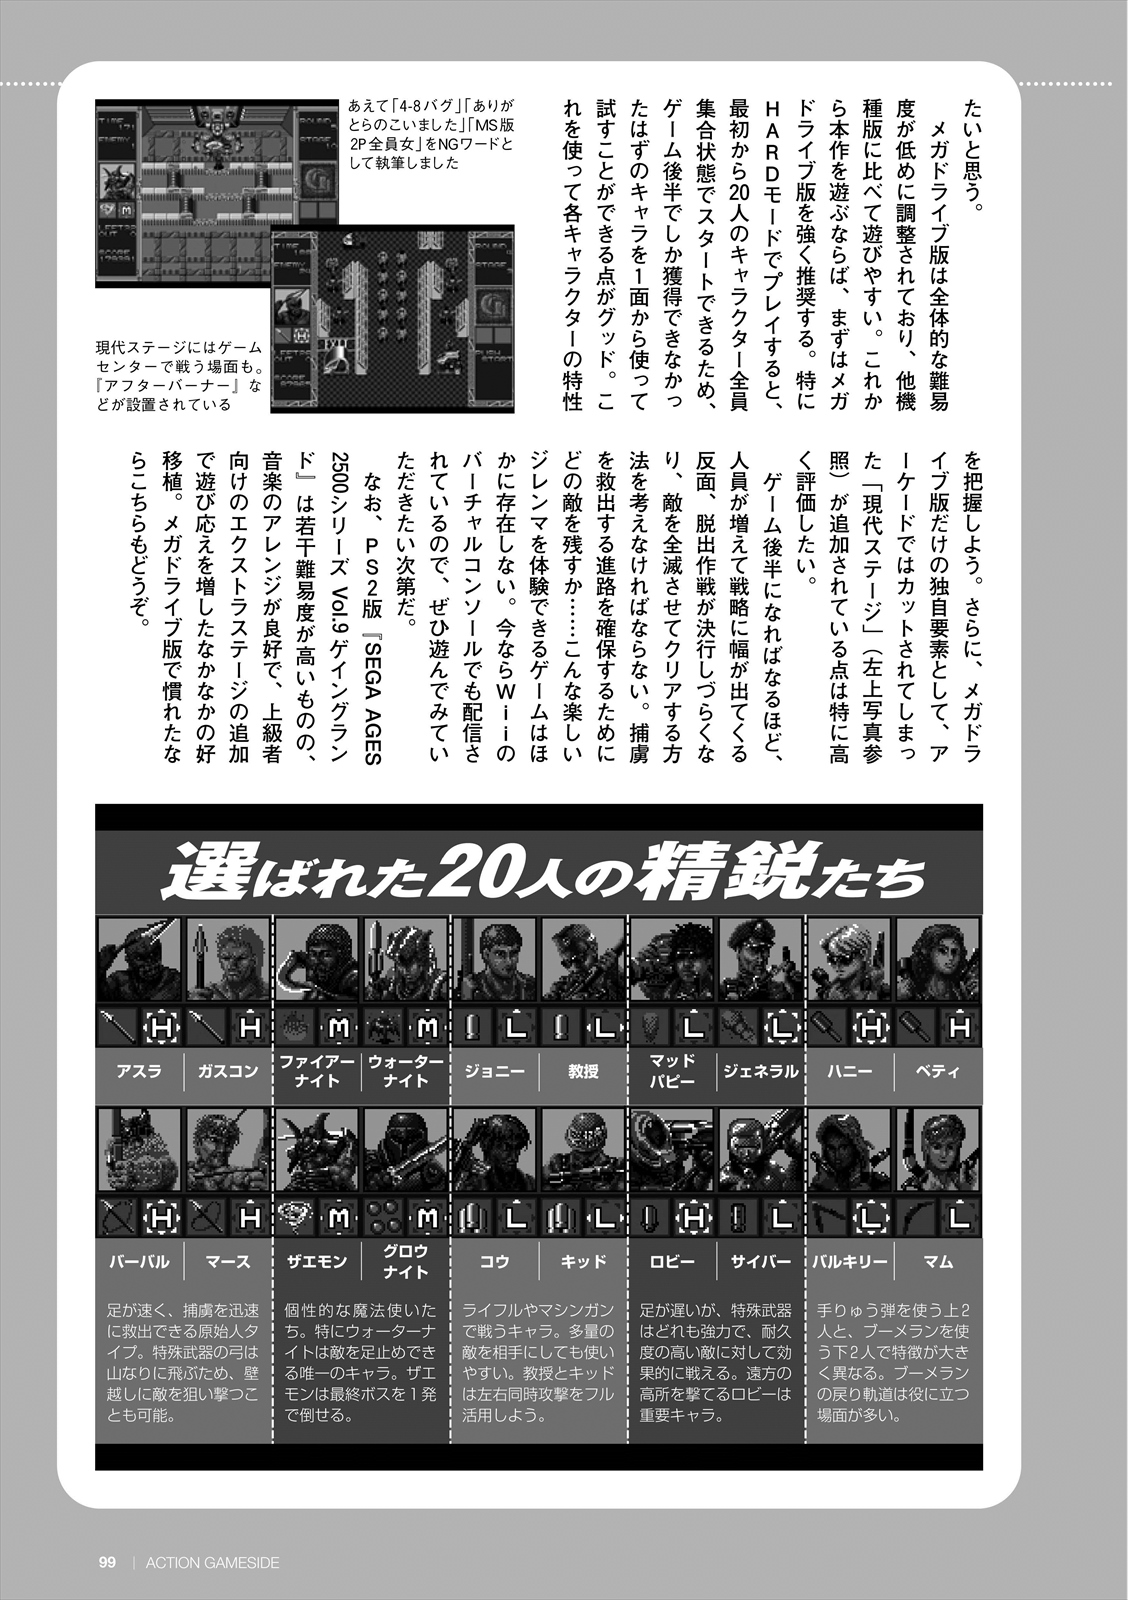 たいと思う。
　メガドライブ版は全体的な難易
度が低めに調整されており、他機
種版に比べて遊びやすい。これか
ら本作を遊ぶならば、まずはメガ
ドライブ版を強く推奨する。特に
HARDモードでプレイすると、
最初から20人のキャラクター全員
集合状態でスタートできるため、
ゲーム後半でしか獲得できなかっ
たはずのキャラを1面から使って
試すことができる点がグッド。こ
れを使って各キャラクターの特性
あえて「4-8バグ」「ありが
とらのこいました」「MS版
2P全員女」をNGワードと
して執筆しました
現代ステージにはゲーム
センターで戦う場面も。
『アフターバーナー』な
どが設置されている
を把握しよう。さらに、メガドラ
イブ版だけの独自要素として、ア
ーケードではカットされてしまっ
た「現代ステージ」（左上写真参
照）が追加されている点は特に高
く評価したい。
　ゲーム後半になればなるほど、
人員が増えて戦略に幅が出てくる
反面、脱出作戦が決行しづらくな
り、敵を全滅させてクリアする方
法を考えなければならない。捕虜
を救出する進路を確保するために
どの敵を残すか……こんな楽しい
ジレンマを体験できるゲームはほ
かに存在しない。今ならWiiの
バーチャルコンソールでも配信さ
れているので、ぜひ遊んでみてい
ただきたい次第だ。
　なお、PS2版『SEGA AGES
2500シリーズ Vol.9 ゲイングラン
ド』は若干難易度が高いものの、
音楽のアレンジが良好で、上級者
向けのエクストラステージの追加
で遊び応えを増したなかなかの好
移植。メガドライブ版で慣れたな
らこちらもどうぞ。
選ばれた20人の精鋭たち
H H M M L L L L H H
アスラ ガスコン ファイアーナイト ウォーターナイト ジョニー 教授 マッドパピー ジェネラル ハニー ベティ
H H M M L L H L L L
バーバル マース ザエモン グロウナイト コウ キッド ロビー サイバー バルキリー マム
足が速く、捕虜を迅速
に救出できる原始人タ
イプ。特殊武器の弓は
山なりに飛ぶため、壁
越しに敵を狙い撃つこ
とも可能。
個性的な魔法使いた
ち。特にウォーターナ
イトは敵を足止めでき
る唯一のキャラ。ザエ
モンは最終ボスを1発
で倒せる。
ライフルやマシンガン
で戦うキャラ。多量の
敵を相手にしても使い
やすい。教授とキッド
は左右同時攻撃をフル
活用しよう。
足が遅いが、特殊武器
はどれも強力で、耐久
度の高い敵に対して効
果的に戦える。遠方の
高所を撃てるロビーは
重要キャラ。
手りゅう弾を使う上2
人と、ブーメランを使
う下2人で特徴が大き
く異なる。ブーメラン
の戻り軌道は役に立つ
場面が多い。
99 | ACTION GAMESIDE